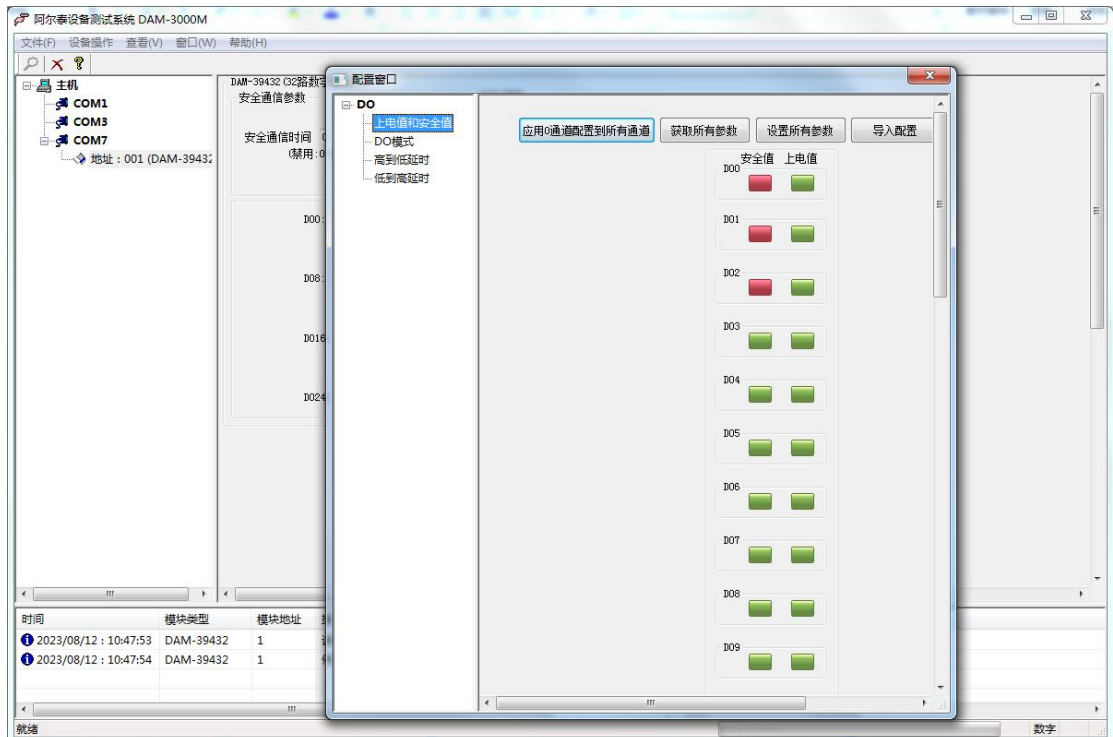 阿尔泰设备测试系统 DAM-3000M
文件(F) 设备操作 查看(V) 窗口(W) 帮助(H)
主机
COM1
COM3
COM7
地址：001 (DAM-39432
DAM-39432(32路数字
安全通信参数
安全通信时间
(禁用:0
DO0:
DO8:
DO16
DO24
配置窗口
DO
上电值和安全值
DO模式
高到低延时
低到高延时
应用0通道配置到所有通道 获取所有参数 设置所有参数 导入配置
安全值 上电值
DO0
DO1
DO2
DO3
DO4
DO5
DO6
DO7
DO8
DO9
时间 模块类型 模块地址
2023/08/12 : 10:47:53 DAM-39432 1
2023/08/12 : 10:47:54 DAM-39432 1
就绪 数字